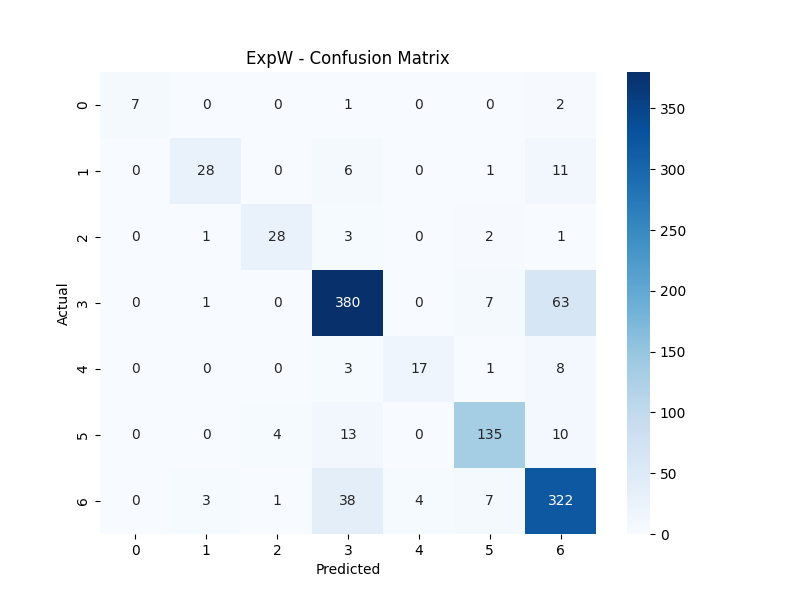 ExpW - Confusion Matrix
0 7 0 0 1 0 0 2
1 0 28 0 6 0 1 11
2 0 1 28 3 0 2 1
3 0 1 0 380 0 7 63
4 0 0 0 3 17 1 8
5 0 0 4 13 0 135 10
6 0 3 1 38 4 7 322
0 1 2 3 4 5 6
Actual
Predicted
350
300
250
200
150
100
50
0